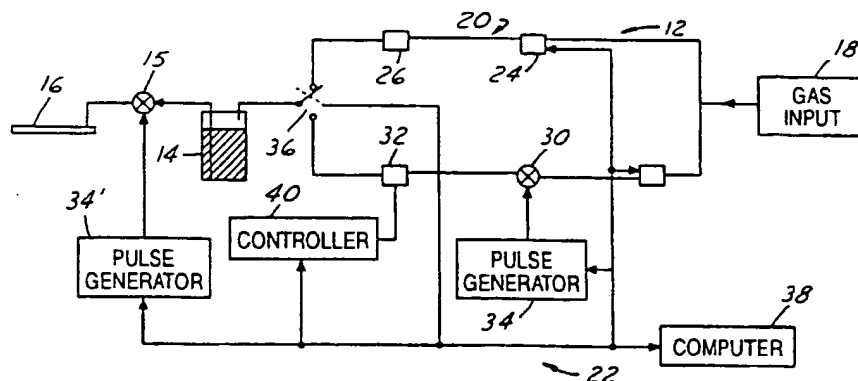 20
12
15
26
24
18
16
GAS
INPUT
14
36
32
30
34'
40
CONTROLLER
PULSE
GENERATOR
PULSE
GENERATOR
34
38
COMPUTER
22